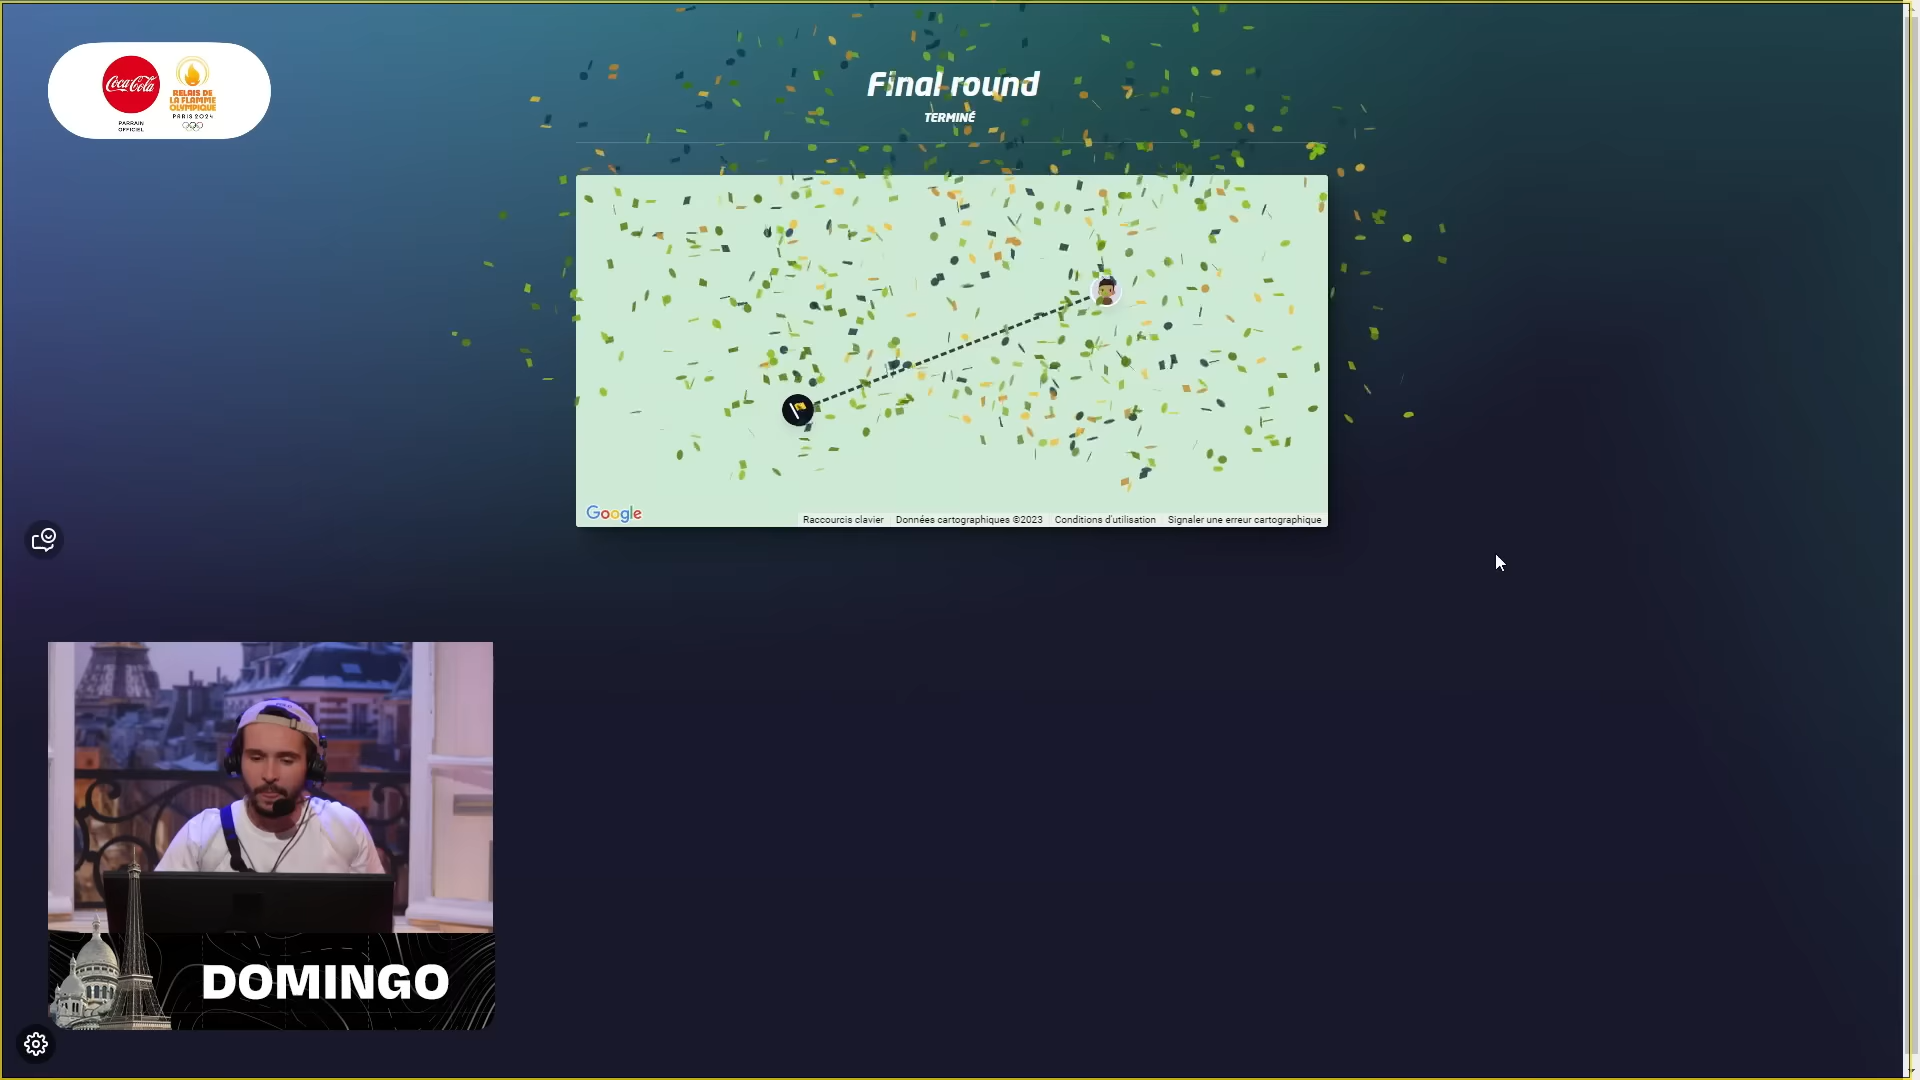 Coca-Cola
PARRAIN
OFFICIEL
RELAIS DE
LA FLAMME
OLYMPIQUE
PARIS 2024
Final round
TERMINÉ
Google
Raccourcis clavier
Données cartographiques ©2023
Conditions d'utilisation
Signaler une erreur cartographique
DOMINGO